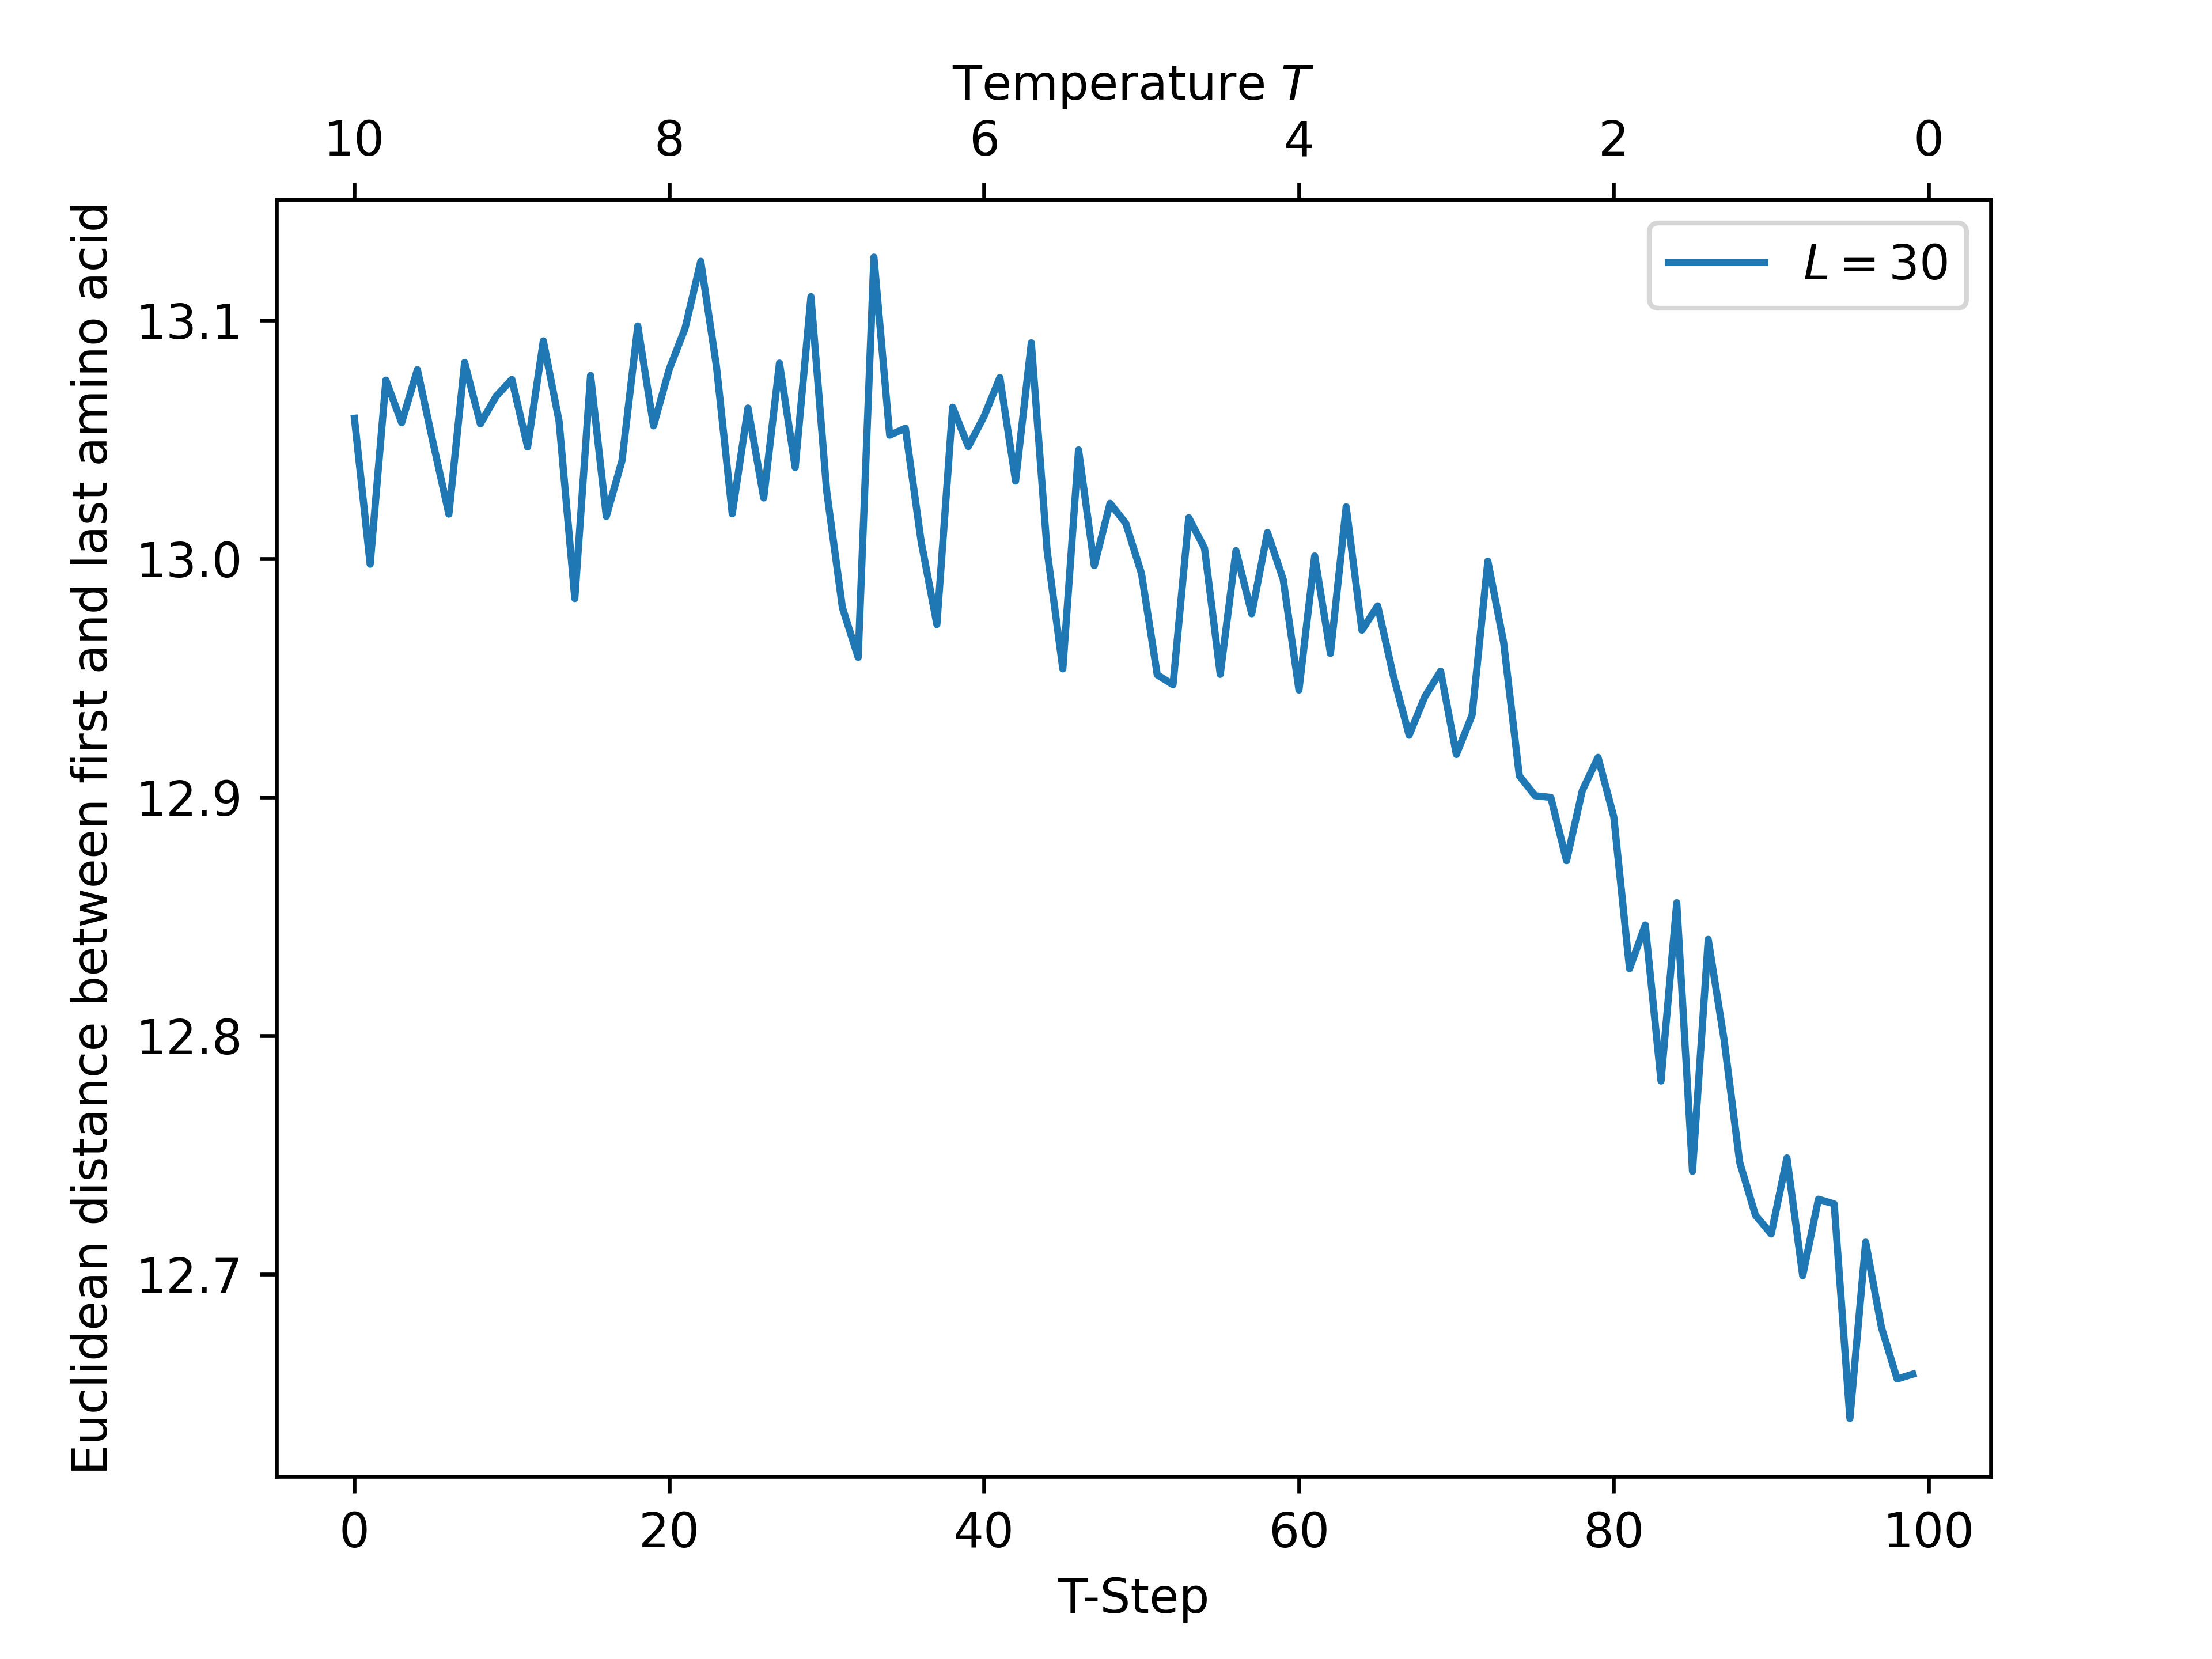 Temperature T
10 8 6 4 2 0
L = 30
Euclidean distance between first and last amino acid
13.1
13.0
12.9
12.8
12.7
0 20 40 60 80 100
T-Step